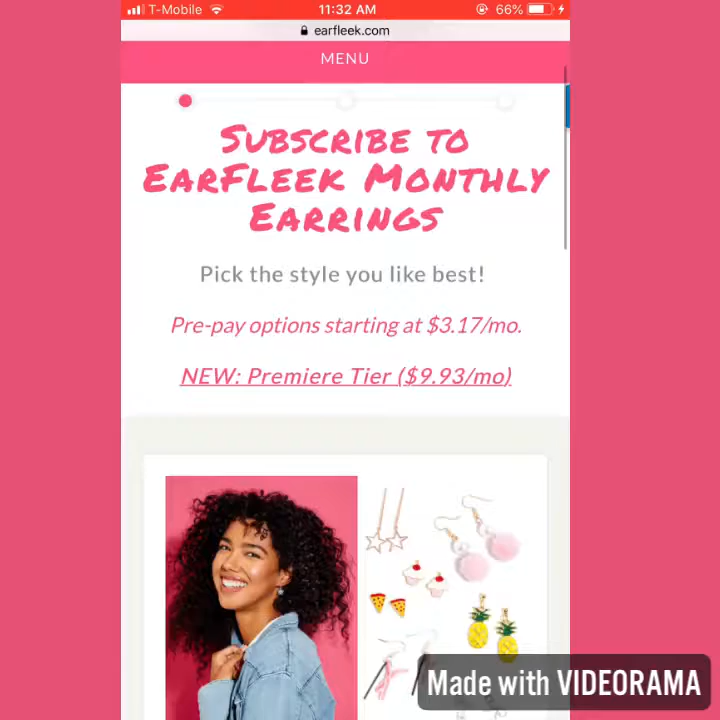 T-Mobile 11:32 AM 66%
earfleek.com
MENU
SUBSCRIBE TO
EARFLEEK MONTHLY
EARRINGS
Pick the style you like best!
Pre-pay options starting at $3.17/mo.
NEW: Premiere Tier ($9.93/mo)
Made with VIDEORAMA